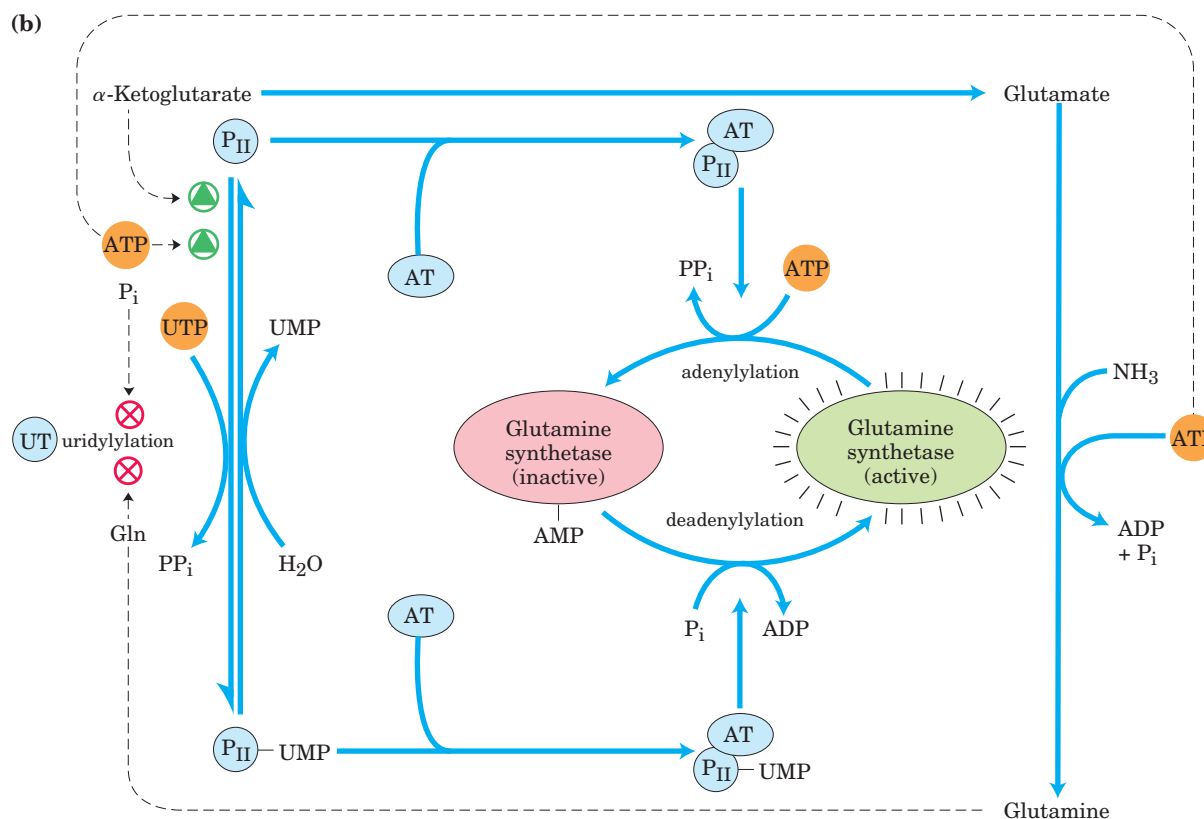 (b)
α-Ketoglutarate
Glutamate
PII
AT
PII
ATP
AT
PPi
ATP
Pi
UTP
UMP
adenylylation
NH3
UT
uridylylation
Glutamine
synthetase
(inactive)
Glutamine
synthetase
(active)
AT
Gln
AMP
deadenylylation
PPi
H2O
ADP
+ Pi
AT
Pi
ADP
PII
UMP
AT
PII
UMP
Glutamine